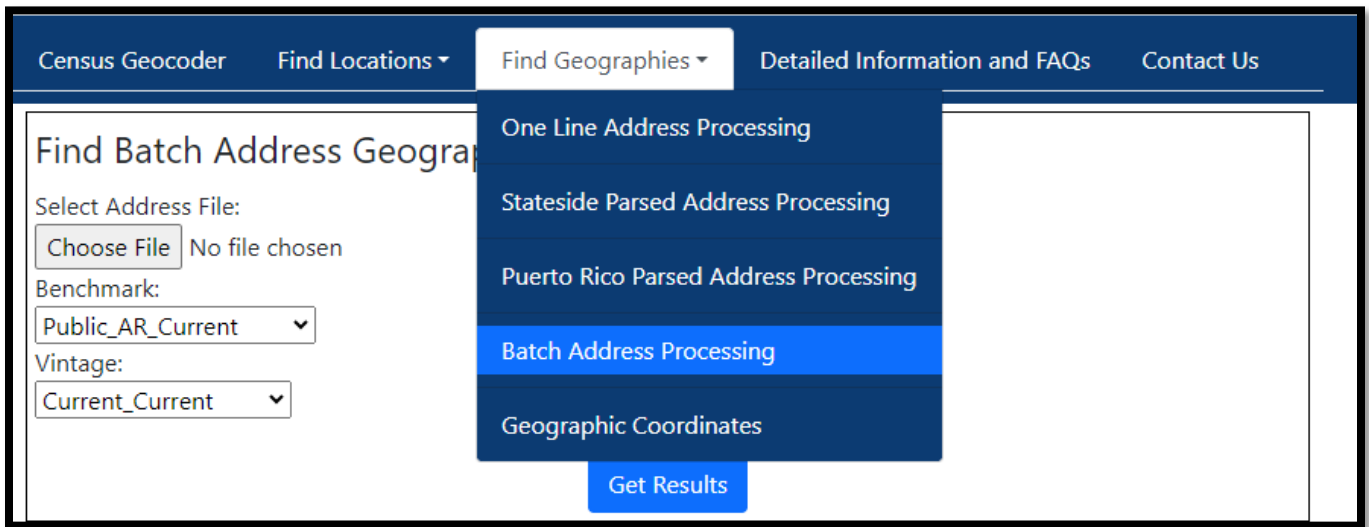 Census Geocoder Find Locations Find Geographies Detailed Information and FAQs Contact Us
One Line Address Processing
Stateside Parsed Address Processing
Puerto Rico Parsed Address Processing
Batch Address Processing
Geographic Coordinates
Find Batch Address
Select Address File:
Choose File No file chosen
Benchmark:
Public_AR_Current
Vintage:
Current_Current
Get Results